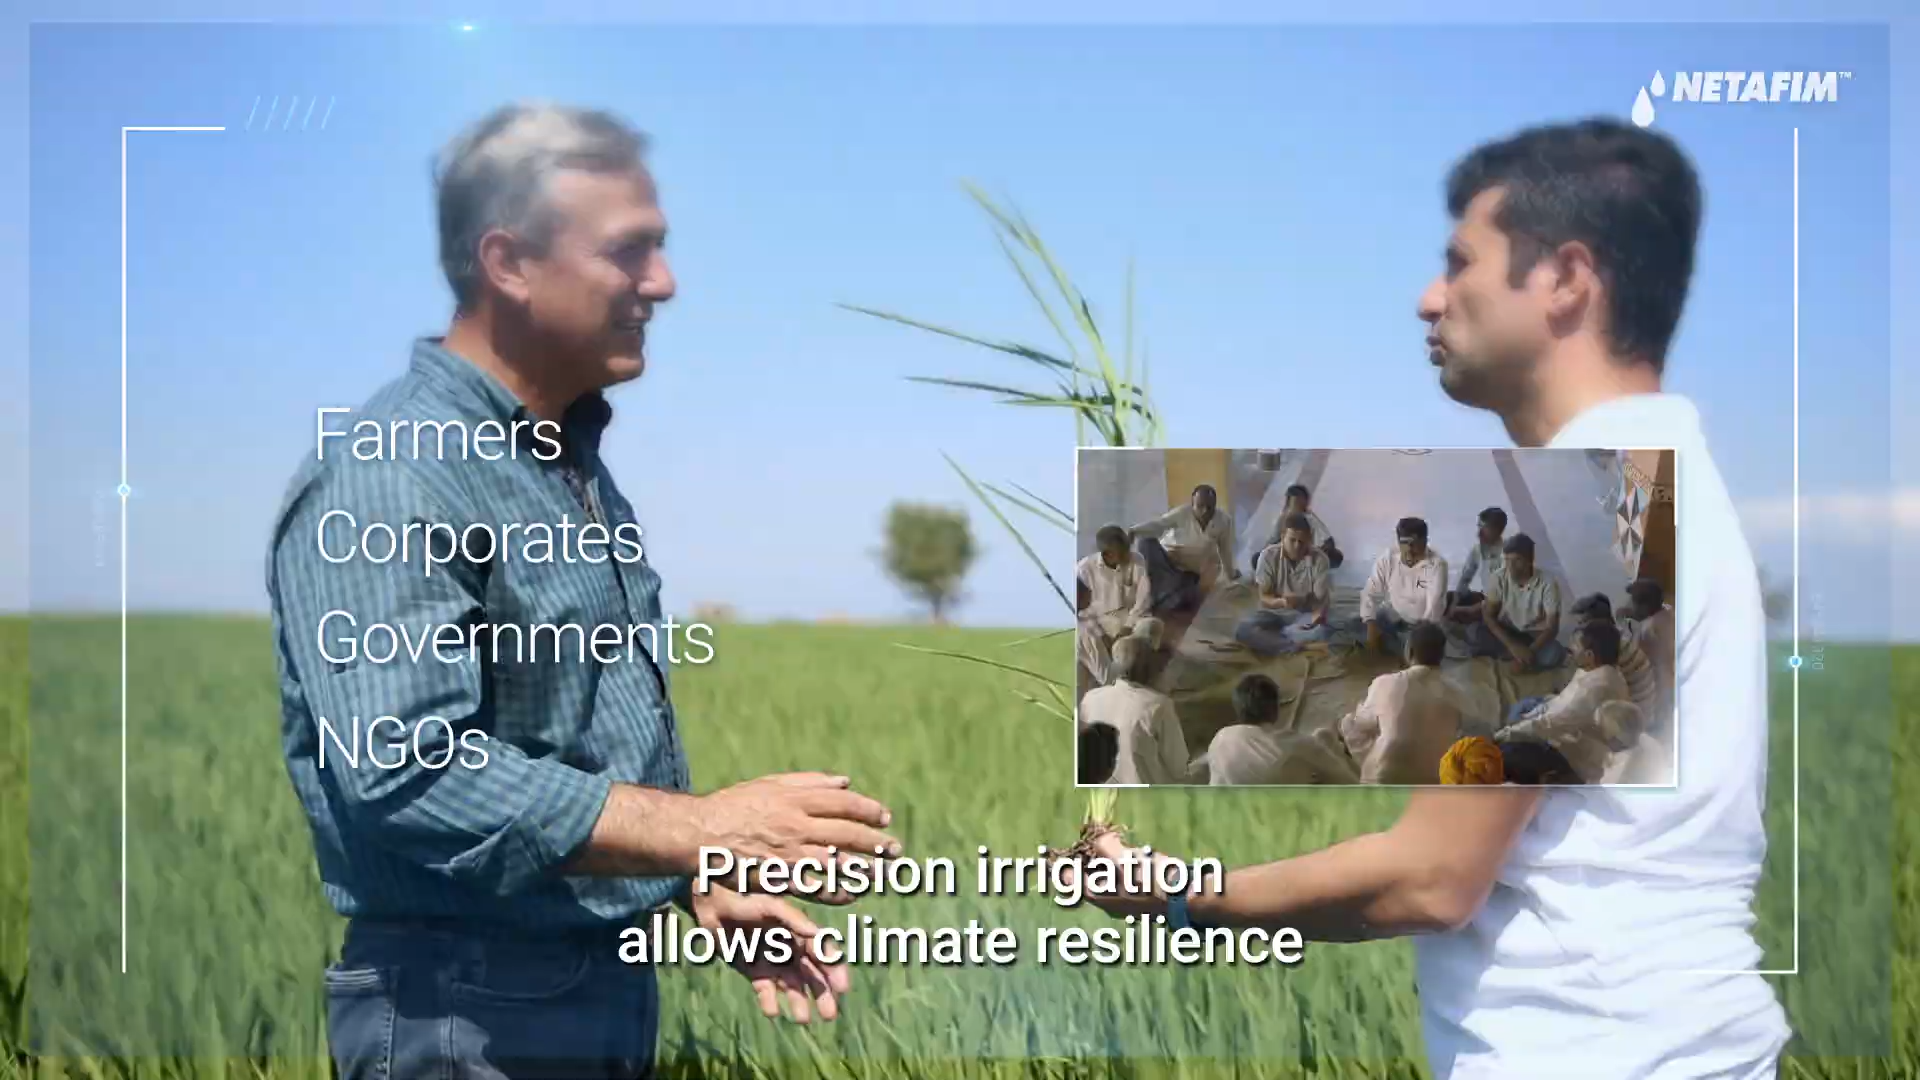 NETAFIM™
Farmers
Corporates
Governments
NGOs
Precision irrigation
allows climate resilience